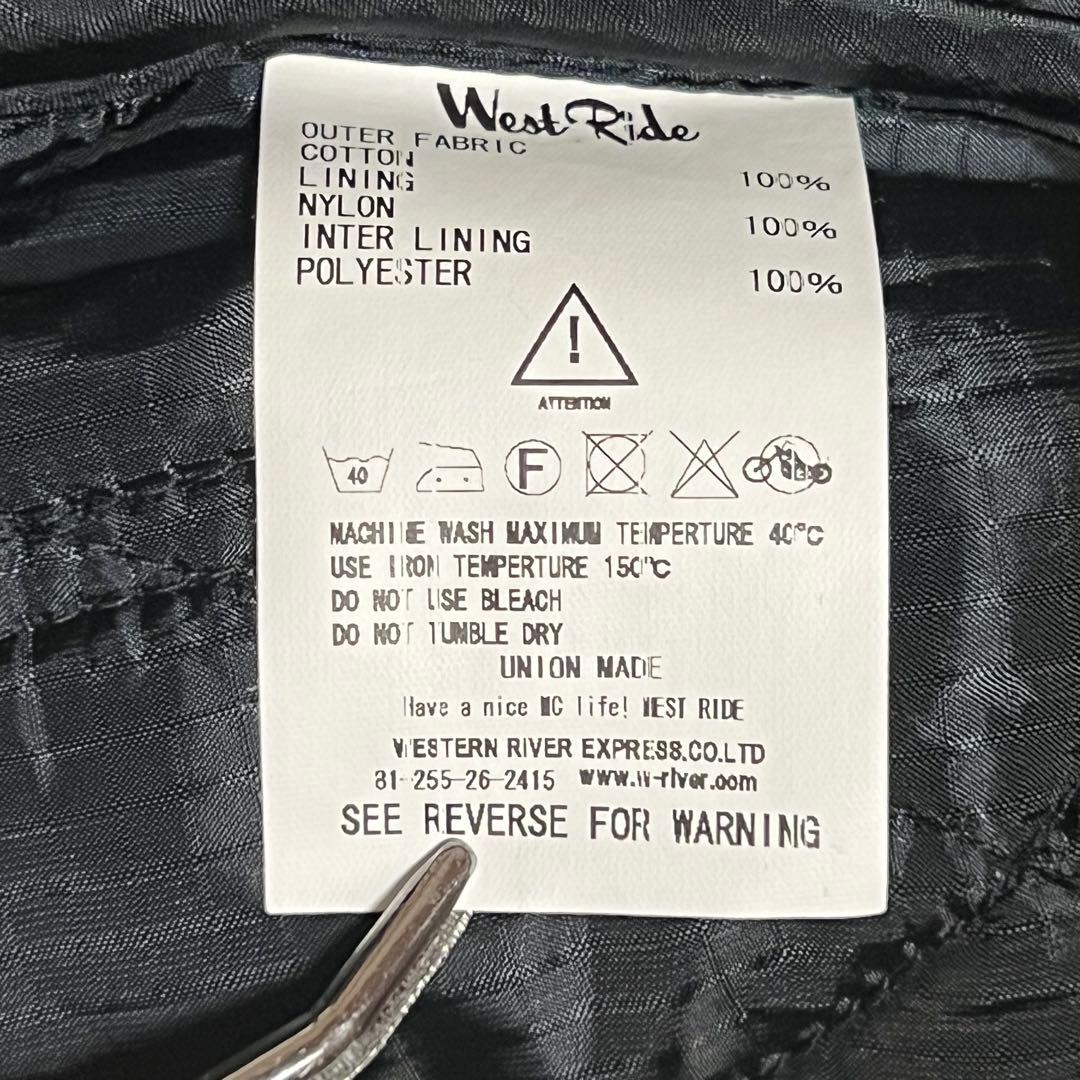 West Ride
OUTER FABRIC
COTTON 100%
LINING
NYLON 100%
INTER LINING
POLYESTER 100%
!
ATTENTION
40 F
MACHINE WASH MAXIMUM TEMPERTURE 40°C
USE IRON TEMPERTURE 150°C
DO NOT USE BLEACH
DO NOT TUMBLE DRY
UNION MADE
Have a nice MC life! WEST RIDE
WESTERN RIVER EXPRESS.CO.LTD
81-255-26-2415 www.w-river.com
SEE REVERSE FOR WARNING